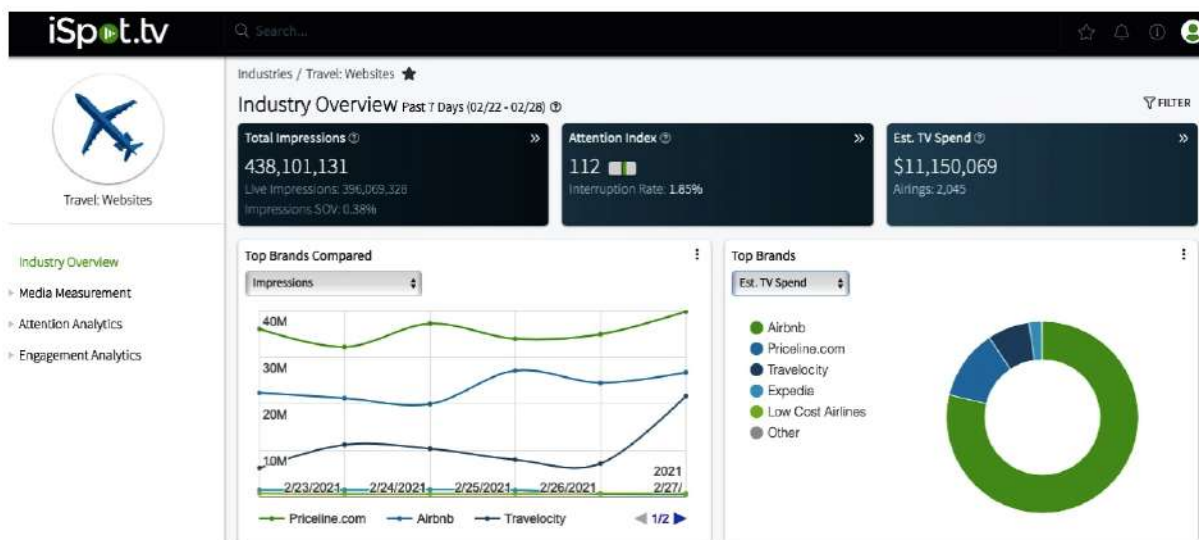 iSpot.tv
Search...
Industries / Travel: Websites
Industry Overview Past 7 Days (02/22 - 02/28)
FILTER
Travel: Websites
Industry Overview
Media Measurement
Attention Analytics
Engagement Analytics
Total Impressions
438,101,131
Live Impressions: 396,069,328
Impressions SOV: 0.38%
Attention Index
112
Interruption Rate: 1.85%
Est. TV Spend
$11,150,069
Airings: 2,045
Top Brands Compared
Impressions
40M
30M
20M
10M
2021
2/23/2021 2/24/2021 2/25/2021 2/26/2021 2/27/
Priceline.com Airbnb Travelocity 1/2
Top Brands
Est. TV Spend
Airbnb
Priceline.com
Travelocity
Expedia
Low Cost Airlines
Other